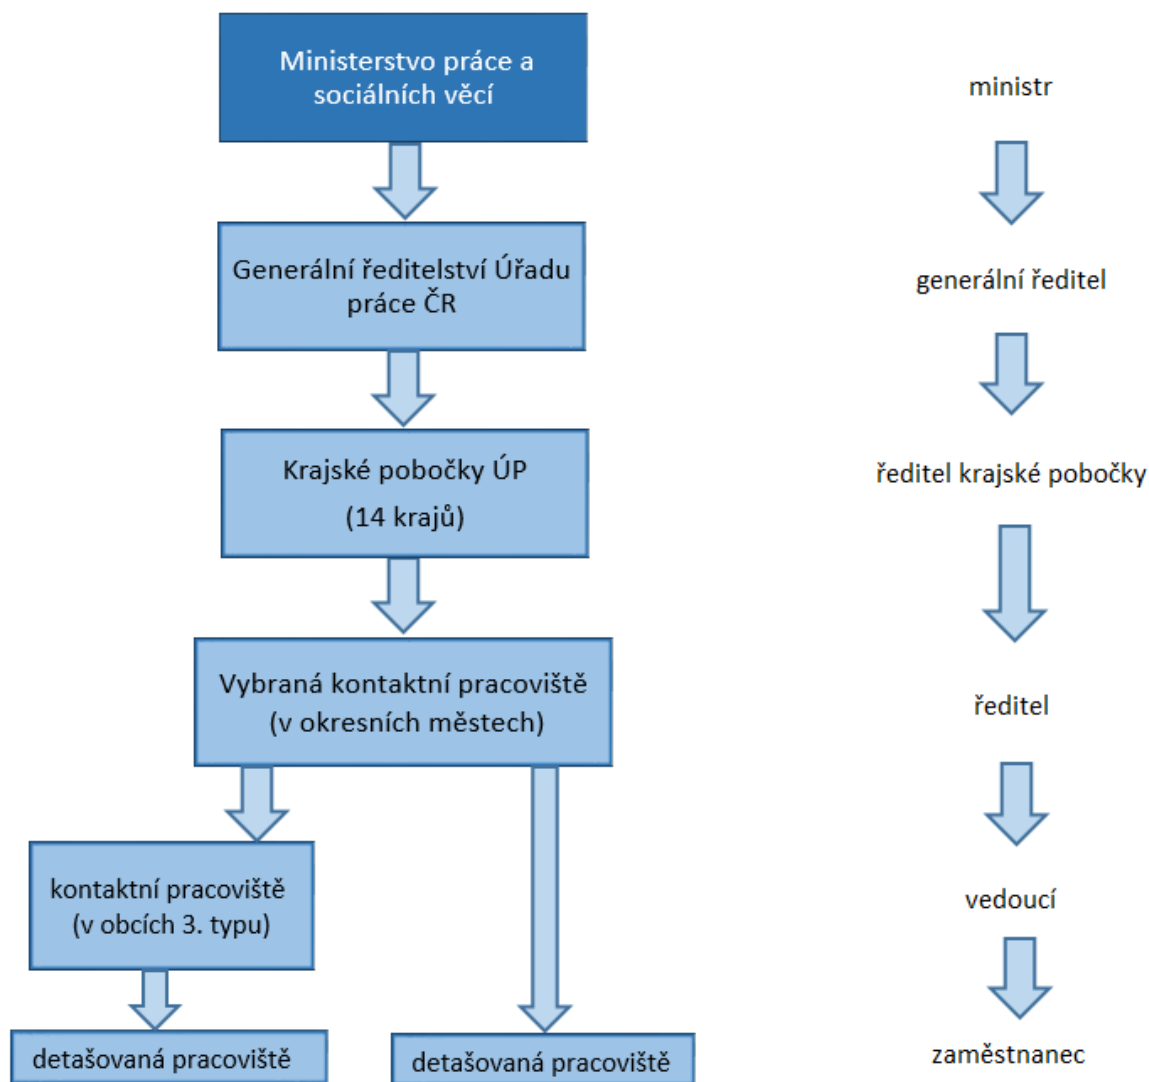 Ministerstvo práce a
sociálních věcí
ministr
Generální ředitelství Úřadu
práce ČR
generální ředitel
Krajské pobočky ÚP
(14 krajů)
ředitel krajské pobočky
Vybraná kontaktní pracoviště
(v okresních městech)
ředitel
kontaktní pracoviště
(v obcích 3. typu)
vedoucí
detašovaná pracoviště
detašovaná pracoviště
zaměstnanec